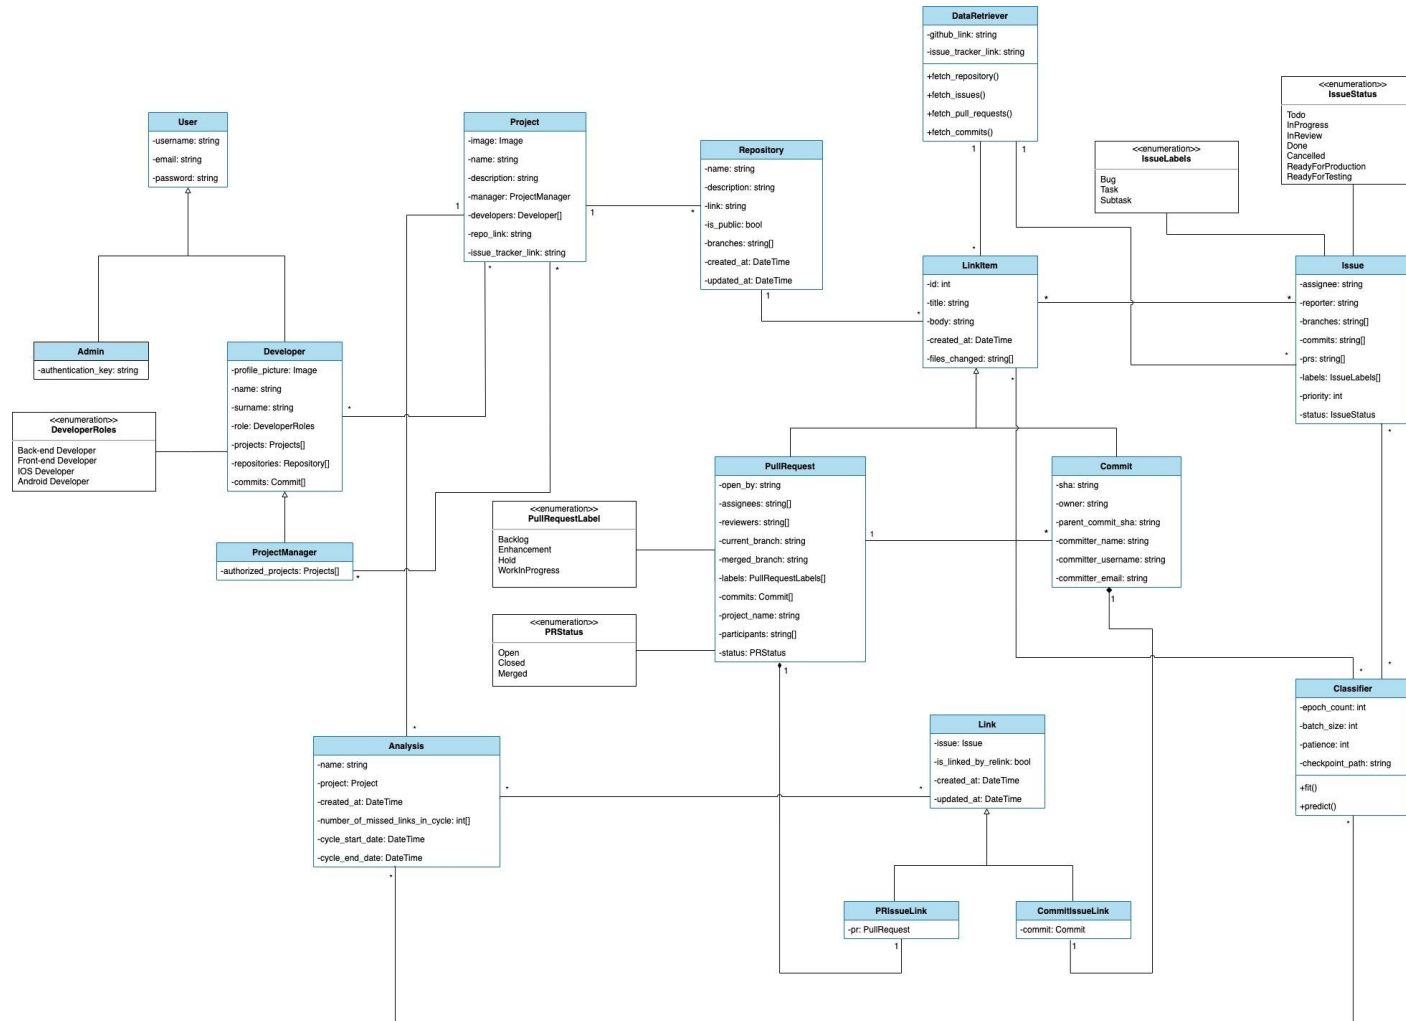 DataRetriever
-github_link: string
-issue_tracker_link: string
+fetch_repository()
+fetch_issues()
+fetch_pull_requests()
+fetch_commits()
1
1
<<enumeration>>
IssueStatus
Todo
InProgress
InReview
Done
Cancelled
ReadyForProduction
ReadyForTesting
<<enumeration>>
IssueLabels
Bug
Task
Subtask
User
-username: string
-email: string
-password: string
Project
-image: Image
-name: string
-description: string
-manager: ProjectManager
-developers: Developer[]
-repo_link: string
-issue_tracker_link: string
1
1
*
*
*
Repository
-name: string
-description: string
-link: string
-is_public: bool
-branches: string[]
-created_at: DateTime
-updated_at: DateTime
1
*
*
LinkItem
-id: int
-title: string
-body: string
-created_at: DateTime
-files_changed: string[]
*
*
*
*
Issue
-assignee: string
-reporter: string
-branches: string[]
-commits: string[]
-prs: string[]
-labels: IssueLabels[]
-priority: int
-status: IssueStatus
*
Admin
-authentication_key: string
Developer
-profile_picture: Image
-name: string
-surname: string
-role: DeveloperRoles
-projects: Projects[]
-repositories: Repository[]
-commits: Commit[]
*
<<enumeration>>
DeveloperRoles
Back-end Developer
Front-end Developer
IOS Developer
Android Developer
ProjectManager
-authorized_projects: Projects[]
*
<<enumeration>>
PullRequestLabel
Backlog
Enhancement
Hold
WorkInProgress
<<enumeration>>
PRStatus
Open
Closed
Merged
PullRequest
-open_by: string
-assignees: string[]
-reviewers: string[]
-current_branch: string
-merged_branch: string
-labels: PullRequestLabels[]
-commits: Commit[]
-project_name: string
-participants: string[]
-status: PRStatus
1
1
*
Commit
-sha: string
-owner: string
-parent_commit_sha: string
-committer_name: string
-committer_username: string
-committer_email: string
1
*
*
Classifier
-epoch_count: int
-batch_size: int
-patience: int
-checkpoint_path: string
+fit()
+predict()
*
*
Analysis
-name: string
-project: Project
-created_at: DateTime
-number_of_missed_links_in_cycle: int[]
-cycle_start_date: DateTime
-cycle_end_date: DateTime
*
*
*
Link
-issue: Issue
-is_linked_by_relink: bool
-created_at: DateTime
-updated_at: DateTime
PRIssueLink
-pr: PullRequest
1
CommitIssueLink
-commit: Commit
1